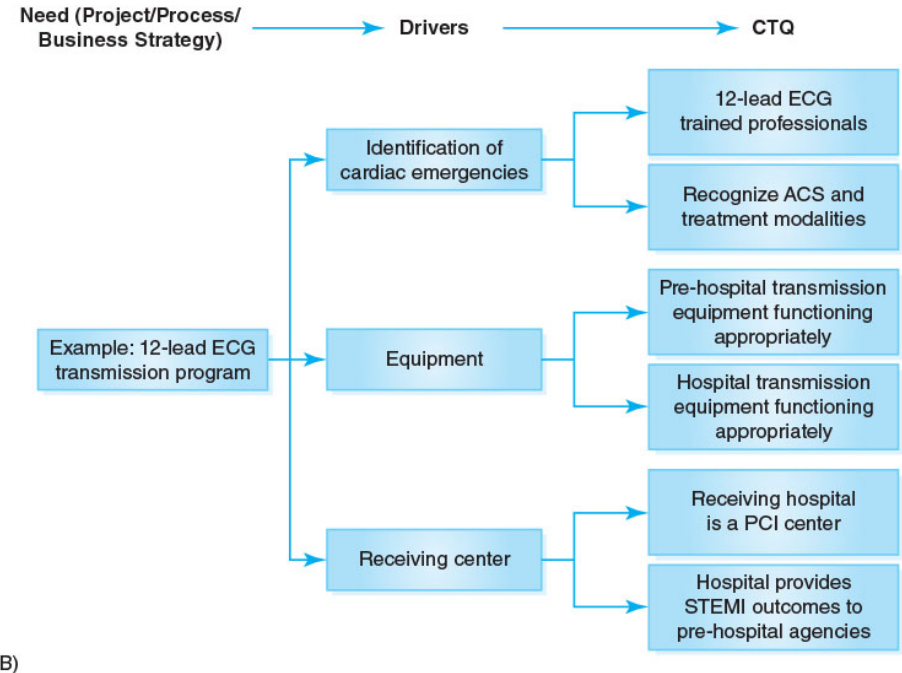 Need (Project/Process/
Business Strategy)
Drivers
CTQ
12-lead ECG
trained professionals
Identification of
cardiac emergencies
Recognize ACS and
treatment modalities
Pre-hospital transmission
equipment functioning
appropriately
Example: 12-lead ECG
transmission program
Equipment
Hospital transmission
equipment functioning
appropriately
Receiving hospital
is a PCI center
Receiving center
Hospital provides
STEMI outcomes to
pre-hospital agencies
B)